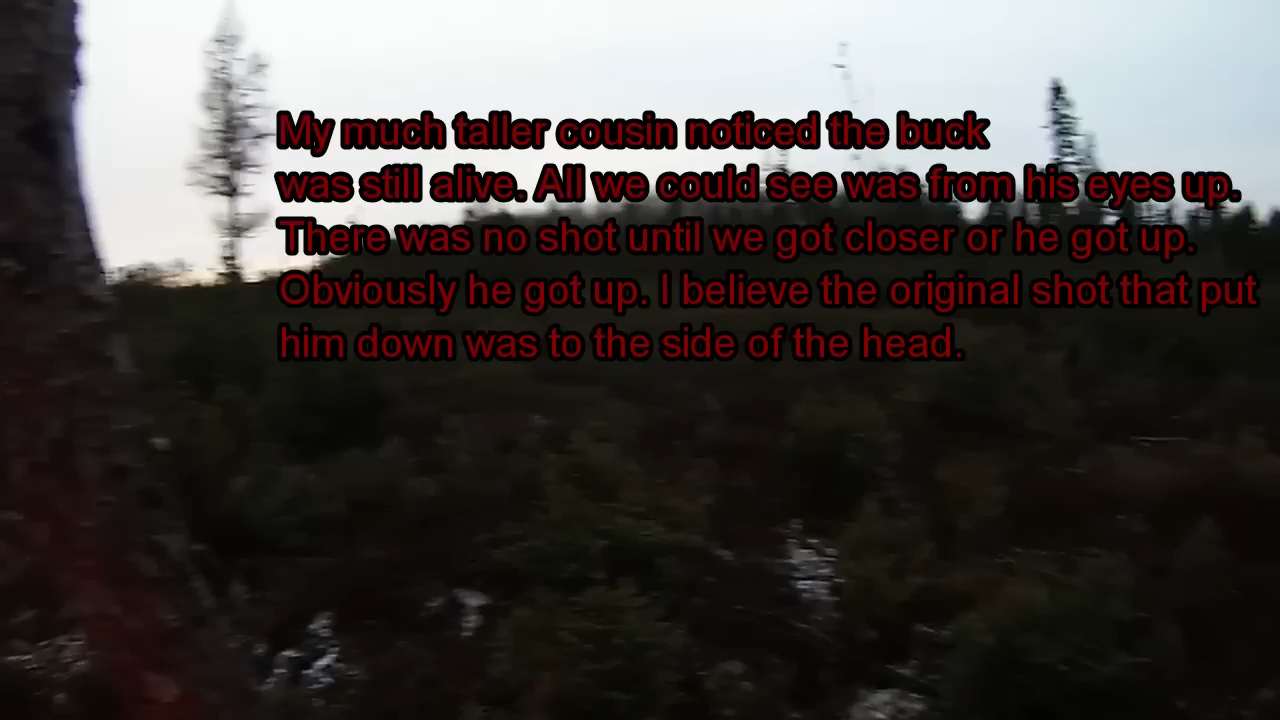 My much taller cousin noticed the buck
was still alive. All we could see was from his eyes up.
There was no shot until we got closer or he got up.
Obviously he got up. I believe the original shot that put
him down was to the side of the head.